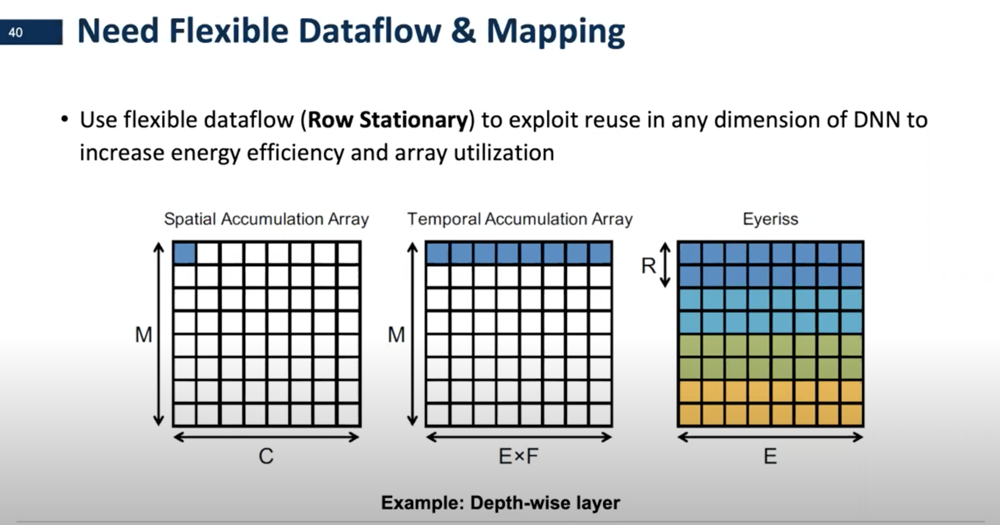 40
Need Flexible Dataflow & Mapping
• Use flexible dataflow (Row Stationary) to exploit reuse in any dimension of DNN to
increase energy efficiency and array utilization
Spatial Accumulation Array
M
C
Temporal Accumulation Array
M
E×F
Eyeriss
R
E
Example: Depth-wise layer